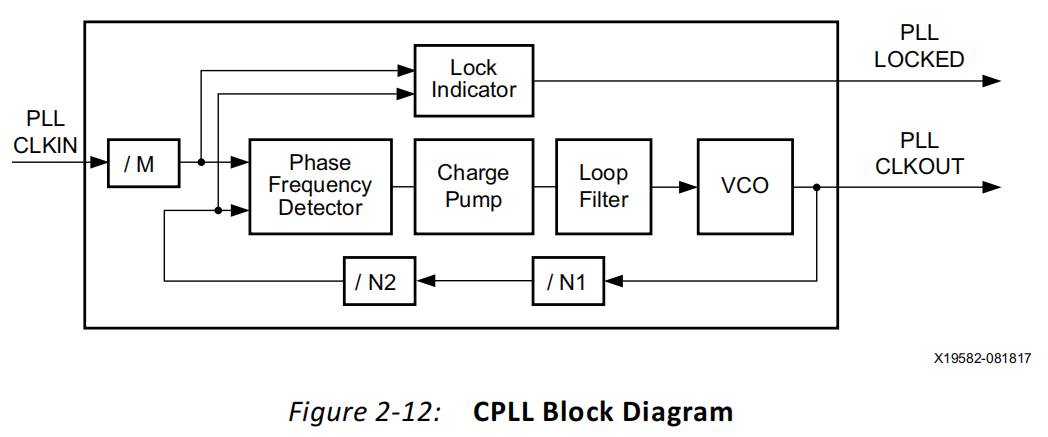 PLL
LOCKED
Lock
Indicator
PLL
CLKIN
PLL
CLKOUT
/ M
Phase
Frequency
Detector
Charge
Pump
Loop
Filter
VCO
/ N2
/ N1
X19582-081817
Figure 2-12: CPLL Block Diagram